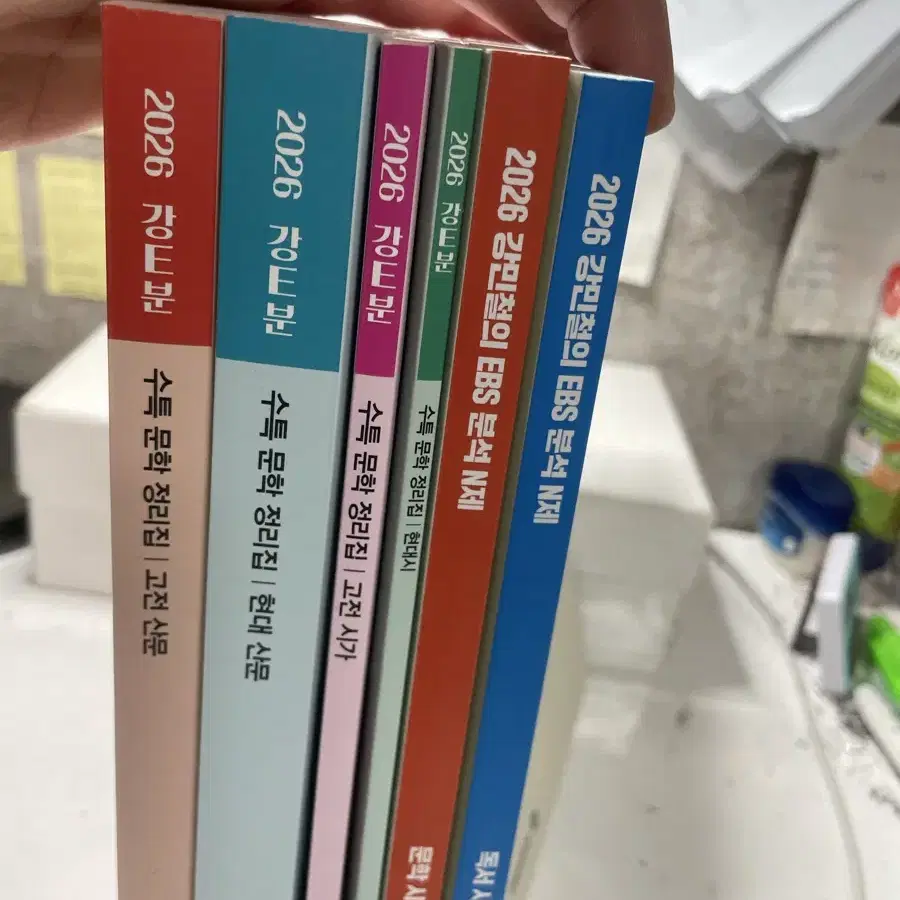 2026 강E분 수특 문학 정리집 | 고전 산문
2026 강E분 수특 문학 정리집 | 현대 산문
2026 강E분 수특 문학 정리집 | 고전 시가
2026 강E분 수특 문학 정리집 | 현대시
2026 강민철의 EBS 분석 N제 문학
2026 강민철의 EBS 분석 N제 독서